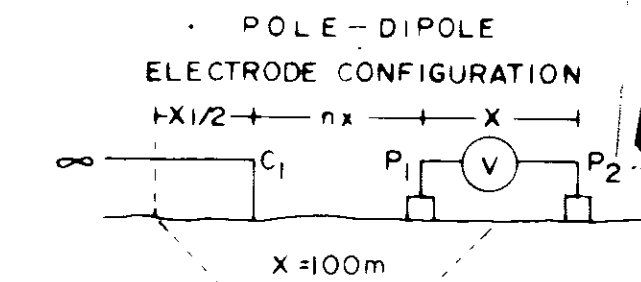 POLE-DIPOLE
ELECTRODE CONFIGURATION
X1/2 nx X
∞ C1 P1 V P2
X=100m